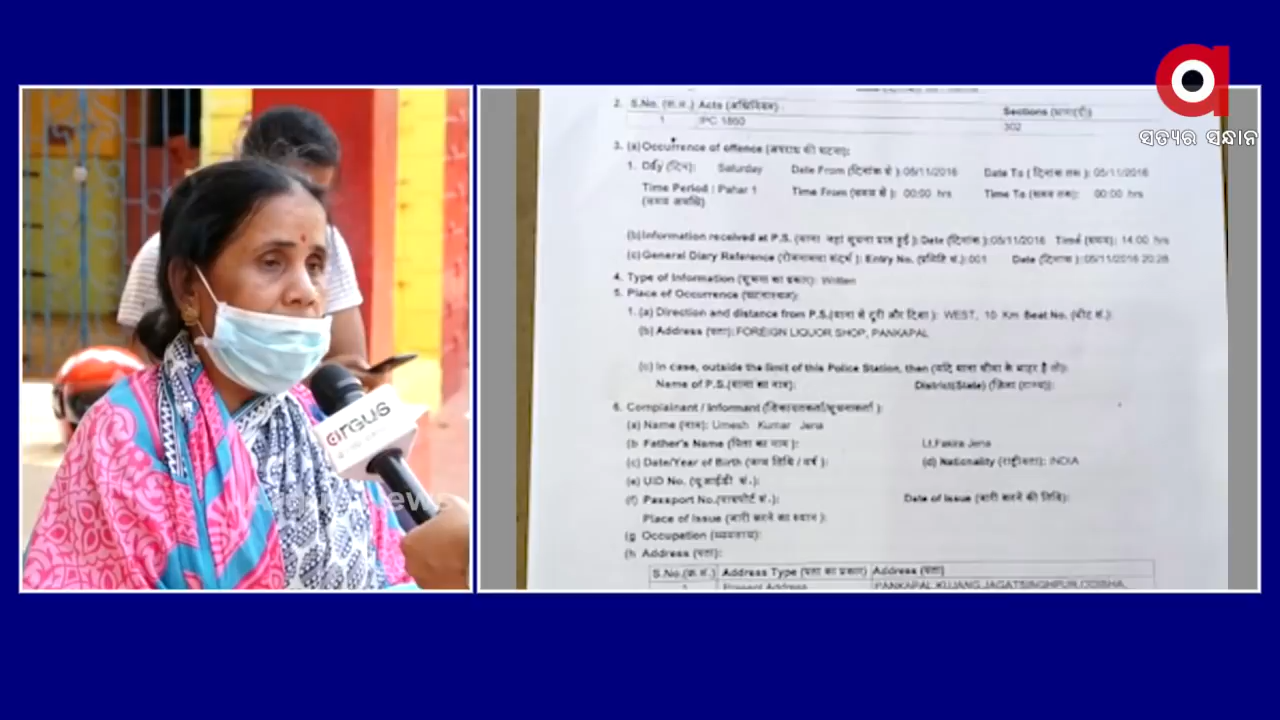 ସତ୍ୟର ସନ୍ଧାନ
ARGUS
Argus News
2. S.No. (क्र.सं.) Acts (अधिनियम) Sections (धारा(एँ))
1 IPC 1860 302
3. (a) Occurrence of offence (अपराध की घटना):
1. Day (दिन): Saturday Date From (दिनांक से): 05/11/2016 Date To (दिनांक तक): 05/11/2016
Time Period : Pahar 1 Time From (समय से): 00:00 hrs Time To (समय तक): 00:00 hrs
(समय अवधि)
(b) Information received at P.S. (थाना जहां सूचना प्राप्त हुई): Date (दिनांक): 05/11/2016 Time (समय): 14:00 hrs
(c) General Diary Reference (रोजनामचा संदर्भ): Entry No. (प्रविष्टि सं.): 001 Date (दिनांक): 05/11/2016 20:28
4. Type of Information (सूचना का प्रकार): Written
5. Place of Occurrence (घटनास्थल):
1. (a) Direction and distance from P.S. (थाना से दूरी और दिशा): WEST, 10 Km Beat No. (बीट सं.):
(b) Address (पता): FOREIGN LIQUOR SHOP, PANKAPAL
(c) In case, outside the limit of this Police Station, then (यदि थाना सीमा के बाहर है तो):
Name of P.S. (थाना का नाम): District(State) (जिला (राज्य)):
6. Complainant / Informant (शिकायतकर्ता/सूचनाकर्ता):
(a) Name (नाम): Umesh Kumar Jena
(b Father's Name (पिता का नाम): Lt.Fakira Jena
(c) Date/Year of Birth (जन्म तिथि / वर्ष): (d) Nationality (राष्ट्रीयता): INDIA
(e) UID No. (यूआईडी सं.):
(f) Passport No.(पासपोर्ट सं.): Date of Issue (जारी करने की तिथि):
Place of Issue (जारी करने का स्थान):
(g Occupation (व्यवसाय):
(h Address (पता):
S.No.(क्र.सं.) Address Type (पता का प्रकार) Address (पता)
1 Present Address PANKAPAL,KUJANG,JAGATSINGHPUR,ODISHA,